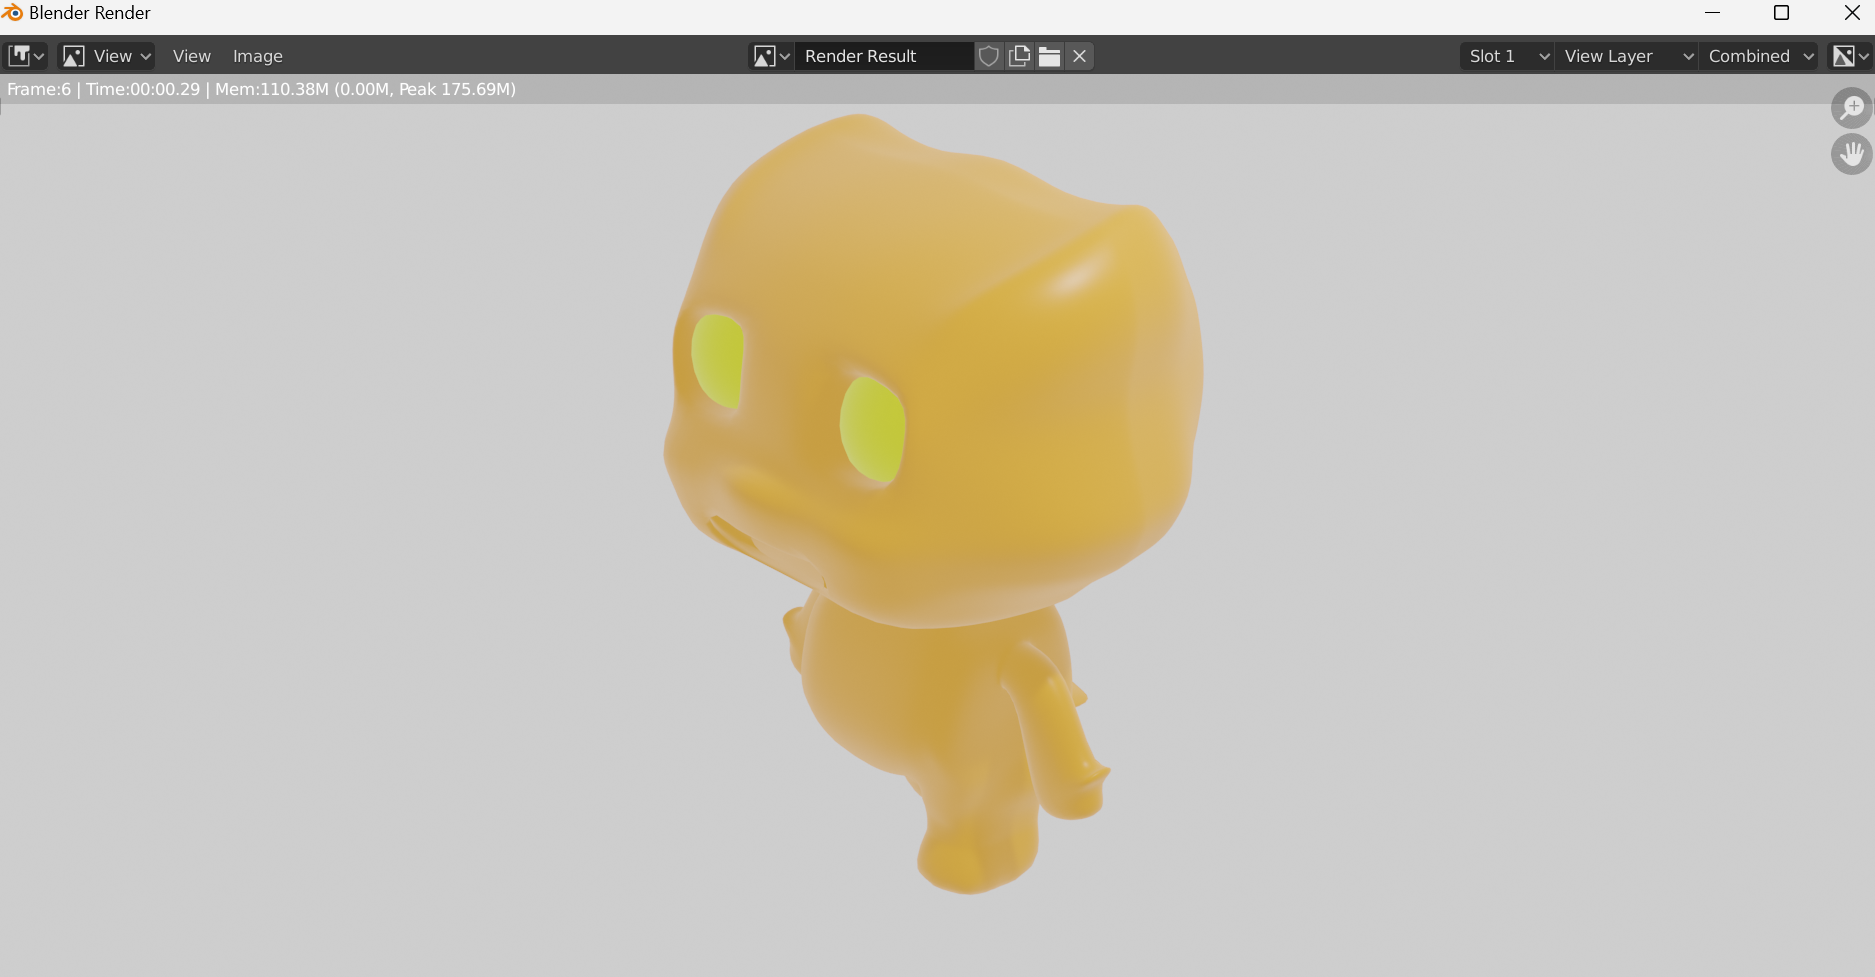 Blender Render
View View Image Render Result Slot 1 View Layer Combined
Frame:6 | Time:00:00.29 | Mem:110.38M (0.00M, Peak 175.69M)